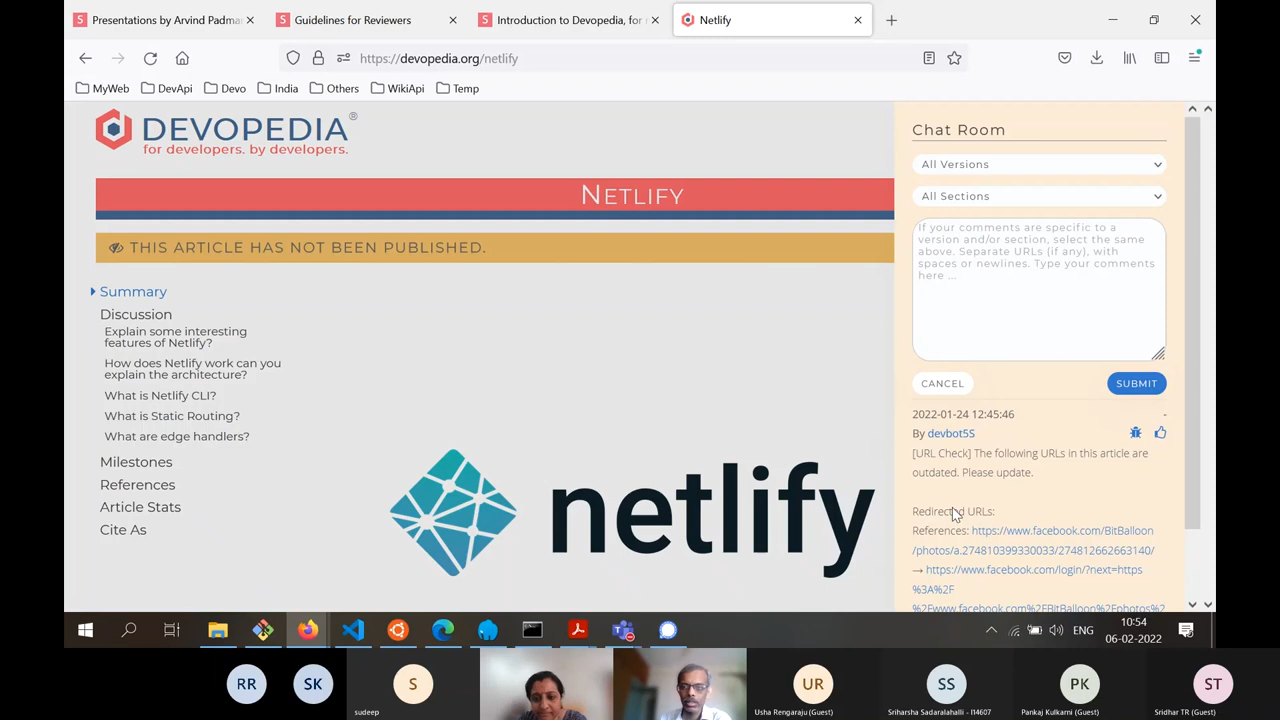 Presentations by Arvind Padma
Guidelines for Reviewers
Introduction to Devopedia, for
Netlify
https://devopedia.org/netlify
MyWeb
DevApi
Devo
India
Others
WikiApi
Temp
DEVOPEDIA®
for developers. by developers.
NETLIFY
THIS ARTICLE HAS NOT BEEN PUBLISHED.
Summary
Discussion
Explain some interesting
features of Netlify?
How does Netlify work can you
explain the architecture?
What is Netlify CLI?
What is Static Routing?
What are edge handlers?
Milestones
References
Article Stats
Cite As
netlify
Chat Room
All Versions
All Sections
If your comments are specific to a
version and/or section, select the same
above. Separate URLs (if any), with
spaces or newlines. Type your comments
here ...
CANCEL
SUBMIT
2022-01-24 12:45:46
-
By devbot5S
[URL Check] The following URLs in this article are
outdated. Please update.
Redirected URLs:
References: https://www.facebook.com/BitBalloon
/photos/a.274810399330033/274812662663140/
→ https://www.facebook.com/login/?next=https
%3A%2F
%2Fwww.facebook.com%2FBitBalloon%2Fphotos%2
ENG
10:54
06-02-2022
RR
SK
S
sudeep
UR
Usha Rengaraju (Guest)
SS
Sriharsha Sadaralahalli - I14607
PK
Pankaj Kulkarni (Guest)
ST
Sridhar TR (Guest)